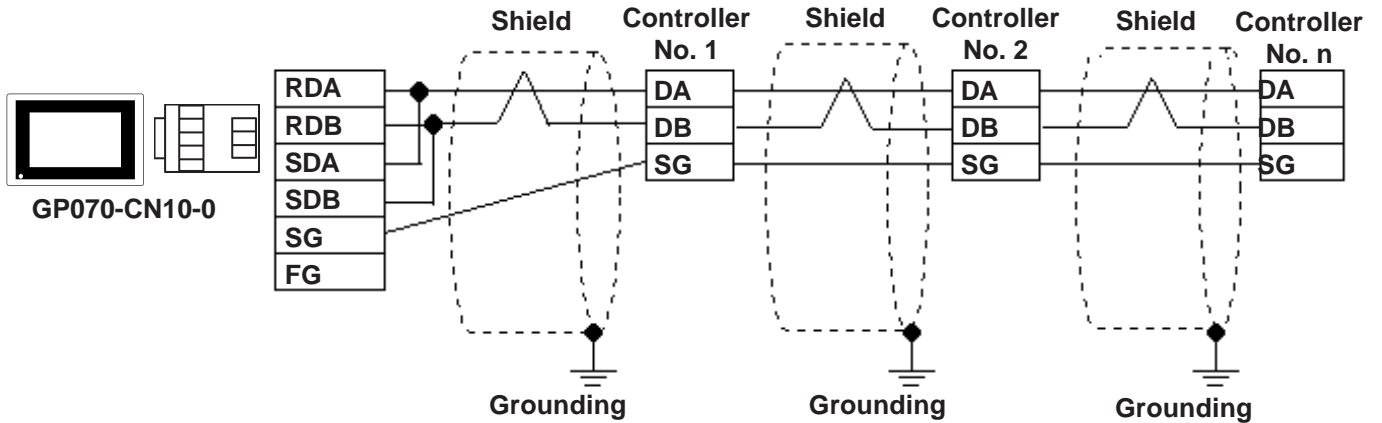 Shield
Controller
No. 1
Shield
Controller
No. 2
Shield
Controller
No. n
GP070-CN10-0
RDA
RDB
SDA
SDB
SG
FG
DA
DB
SG
DA
DB
SG
DA
DB
SG
Grounding
Grounding
Grounding